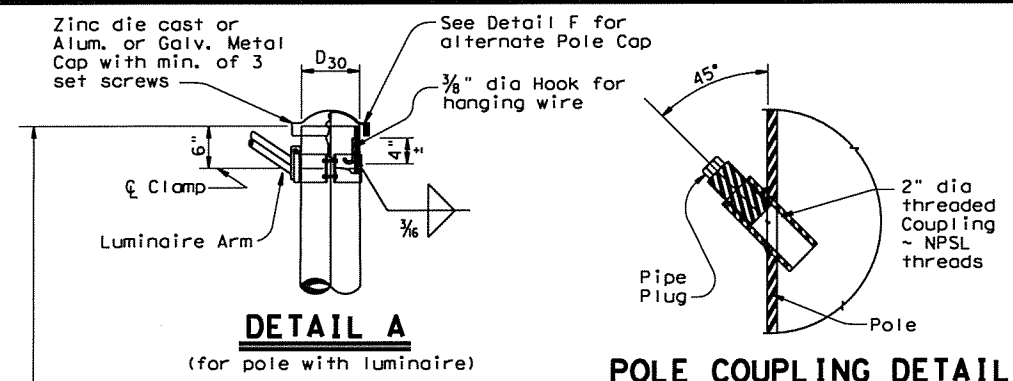 Zinc die cast or
Alum. or Galv. Metal
Cap with min. of 3
set screws
D30
See Detail F for
alternate Pole Cap
3/8" dia Hook for
hanging wire
6"
4"
±
℄ Clamp
Luminaire Arm
3/16
DETAIL A
(for pole with luminaire)
45°
2" dia
threaded
Coupling
~ NPSL
threads
Pipe
Plug
Pole
POLE COUPLING DETAIL